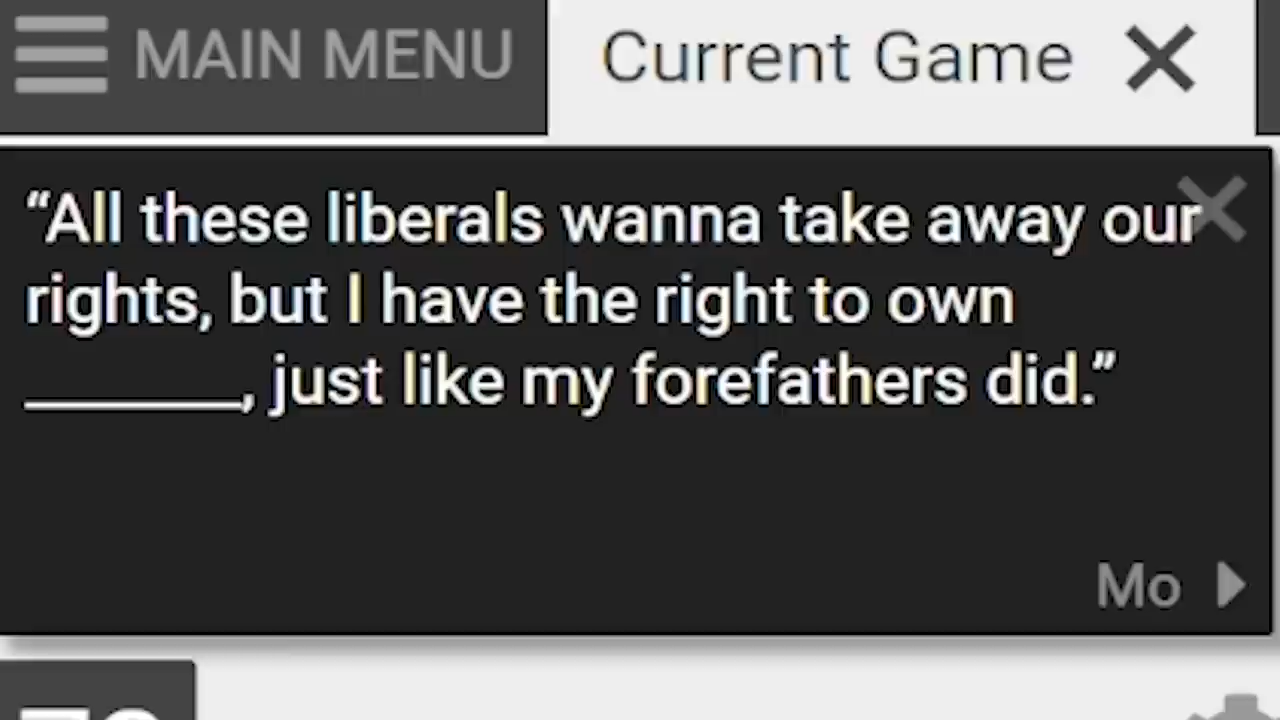 MAIN MENU
Current Game
“All these liberals wanna take away our
rights, but I have the right to own
_______, just like my forefathers did.”
Mo